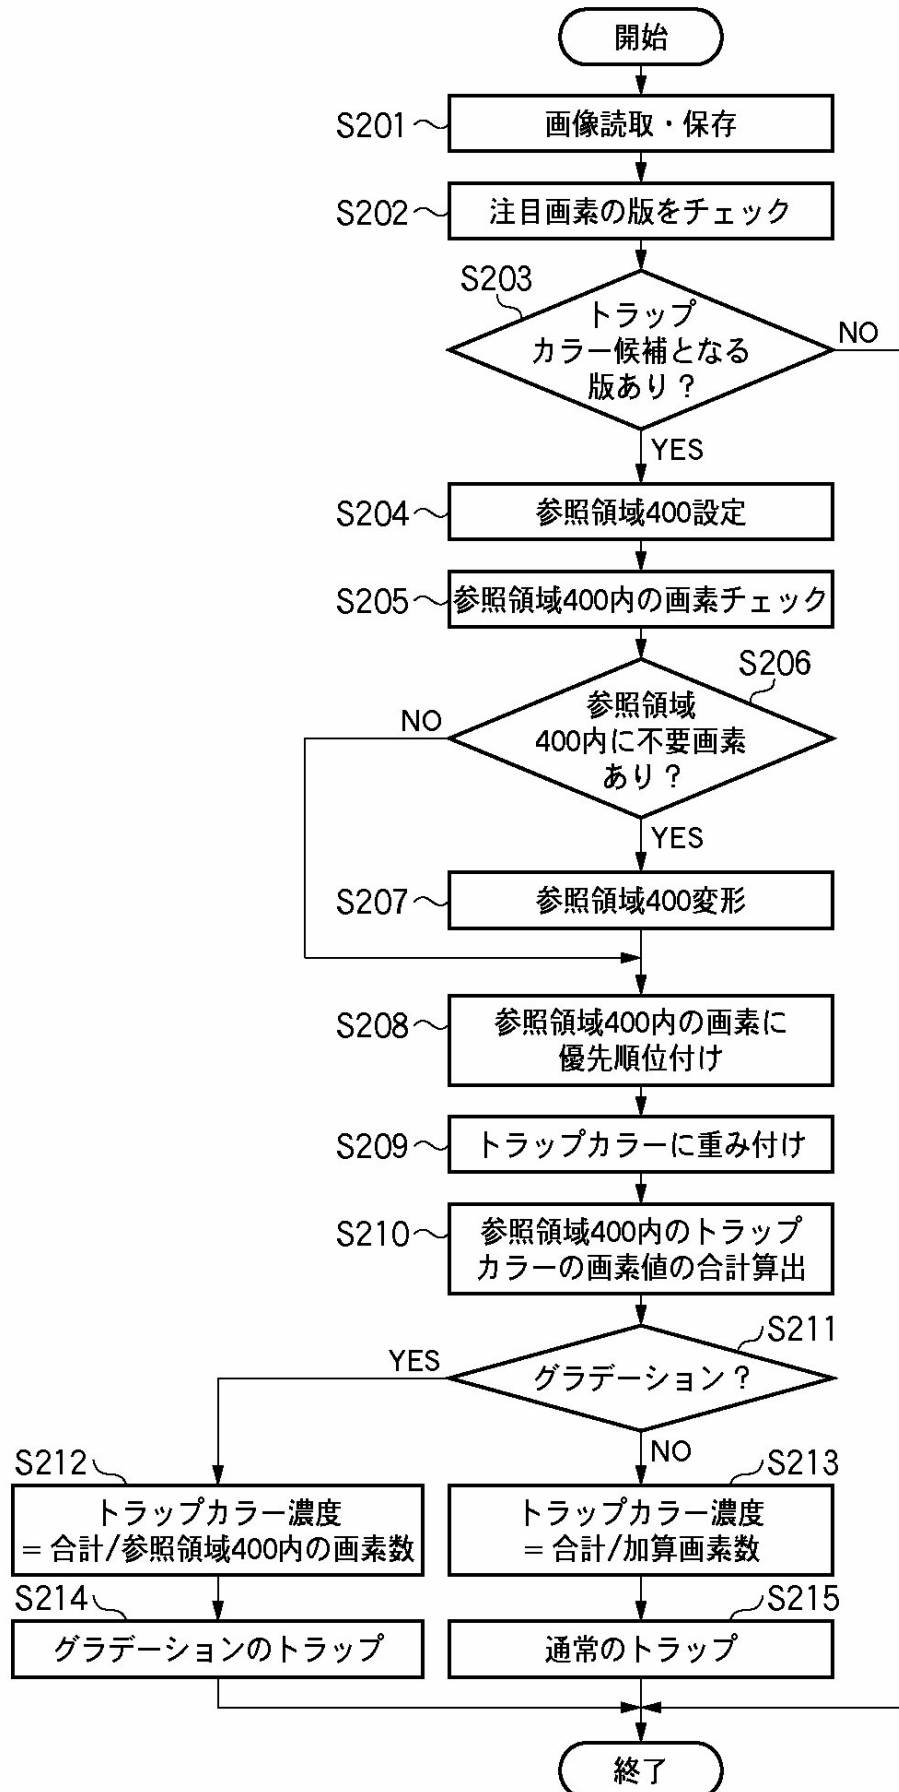 開始
S201
画像読取・保存
S202
注目画素の版をチェック
S203
トラップ
カラー候補となる
版あり?
NO
YES
S204
参照領域400設定
S205
参照領域400内の画素チェック
S206
参照領域
400内に不要画素
あり?
NO
YES
S207
参照領域400変形
S208
参照領域400内の画素に
優先順位付け
S209
トラップカラーに重み付け
S210
参照領域400内のトラップ
カラーの画素値の合計算出
S211
グラデーション?
YES
NO
S212
トラップカラー濃度
=合計/参照領域400内の画素数
S213
トラップカラー濃度
=合計/加算画素数
S214
グラデーションのトラップ
S215
通常のトラップ
終了